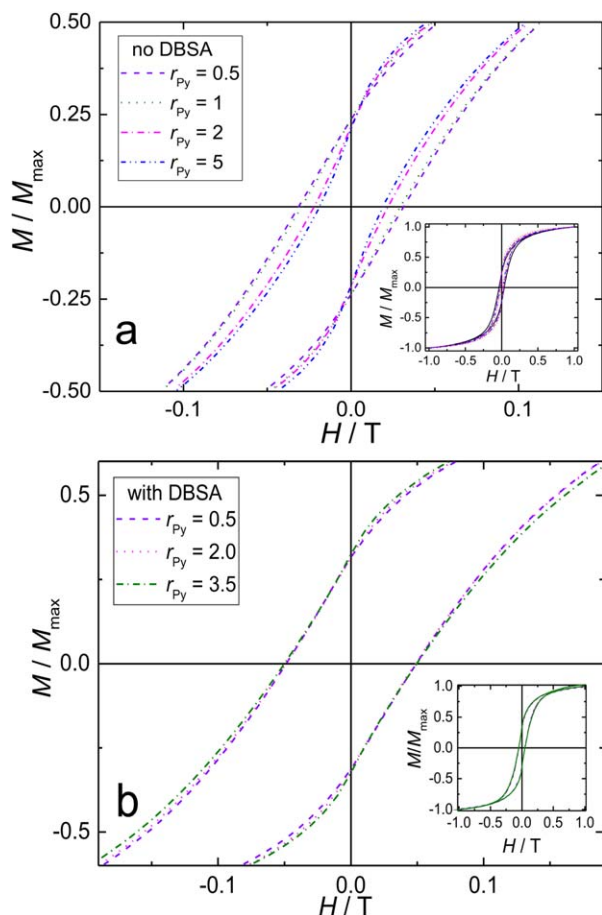 0.50
no DBSA
r_Py = 0.5
r_Py = 1
r_Py = 2
r_Py = 5
0.25
0.00
-0.25
-0.50
M / M_max
a
1.0
0.5
0.0
-0.5
-1.0
M / M_max
-1.0 -0.5 0.0 0.5 1.0
H / T
-0.1 0.0 0.1
H / T
with DBSA
r_Py = 0.5
r_Py = 2.0
r_Py = 3.5
0.5
0.0
-0.5
M / M_max
b
1.0
0.5
0.0
-0.5
-1.0
M/M_max
-1.0 -0.5 0.0 0.5 1.0
H / T
-0.1 0.0 0.1
H / T